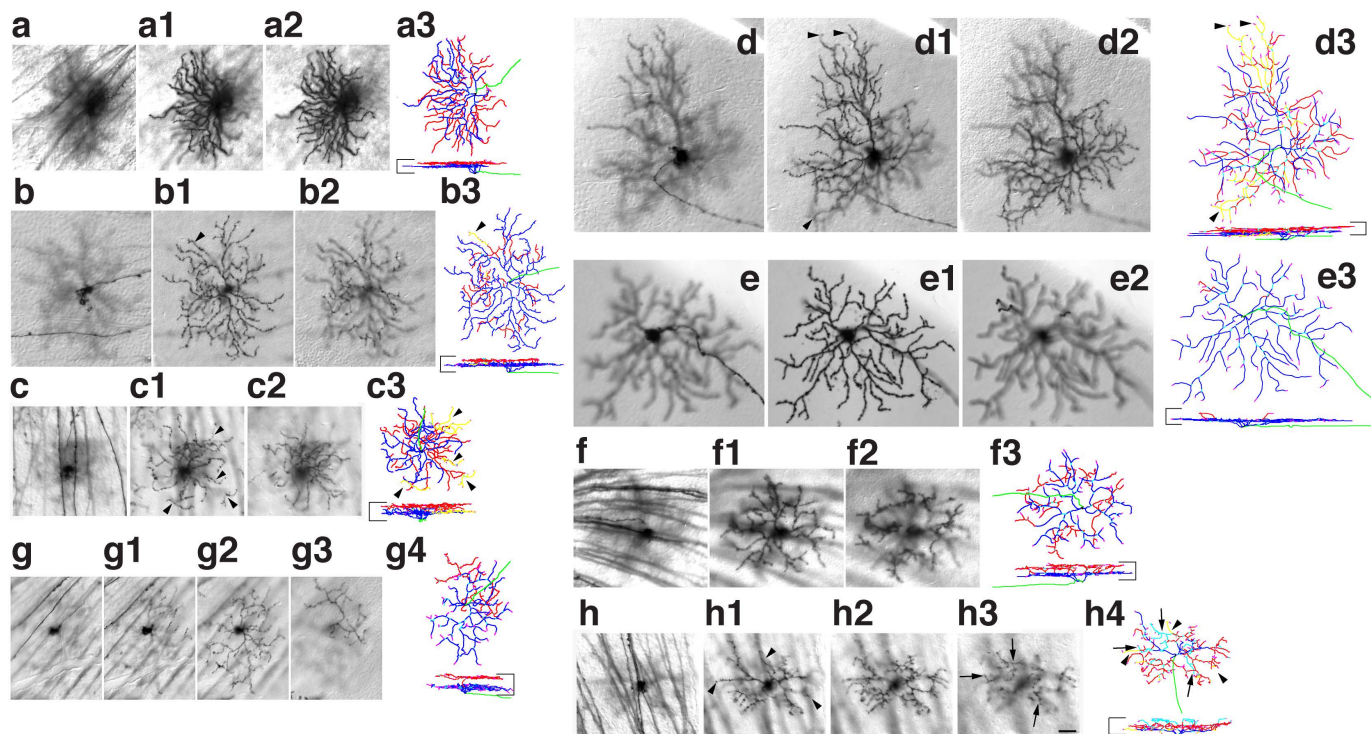 a a1 a2 a3
b b1 b2 b3
c c1 c2 c3
g g1 g2 g3 g4
d d1 d2 d3
e e1 e2 e3
f f1 f2 f3
h h1 h2 h3 h4